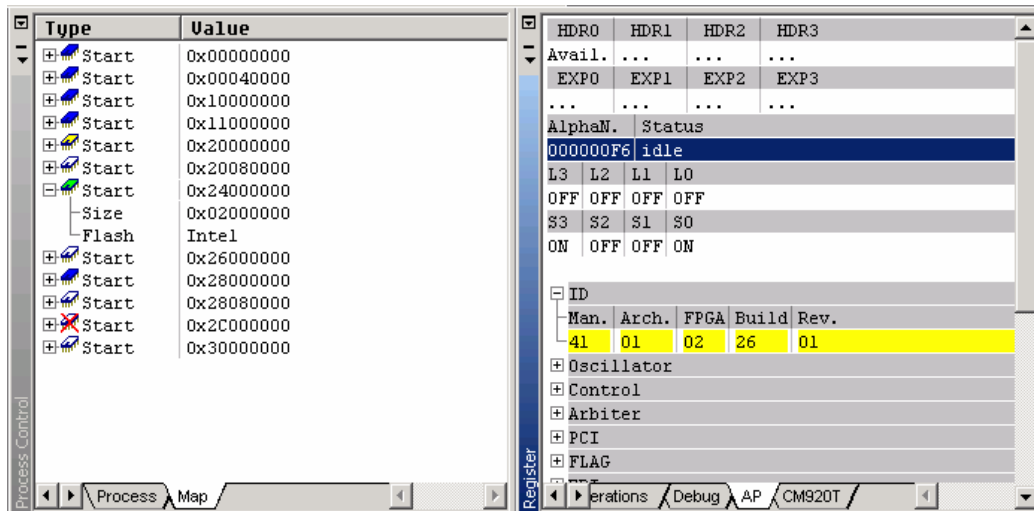 Type Value
Start 0x00000000
Start 0x00040000
Start 0x10000000
Start 0x11000000
Start 0x20000000
Start 0x20080000
Start 0x24000000
Size 0x02000000
Flash Intel
Start 0x26000000
Start 0x28000000
Start 0x28080000
Start 0x2C000000
Start 0x30000000
Process Control
Process Map
HDR0 HDR1 HDR2 HDR3
Avail. ... ... ...
EXP0 EXP1 EXP2 EXP3
... ... ... ...
AlphaN. Status
000000F6 idle
L3 L2 L1 L0
OFF OFF OFF OFF
S3 S2 S1 S0
ON OFF OFF ON
ID
Man. Arch. FPGA Build Rev.
41 01 02 26 01
Oscillator
Control
Arbiter
PCI
FLAG
Register
erations Debug AP CM920T